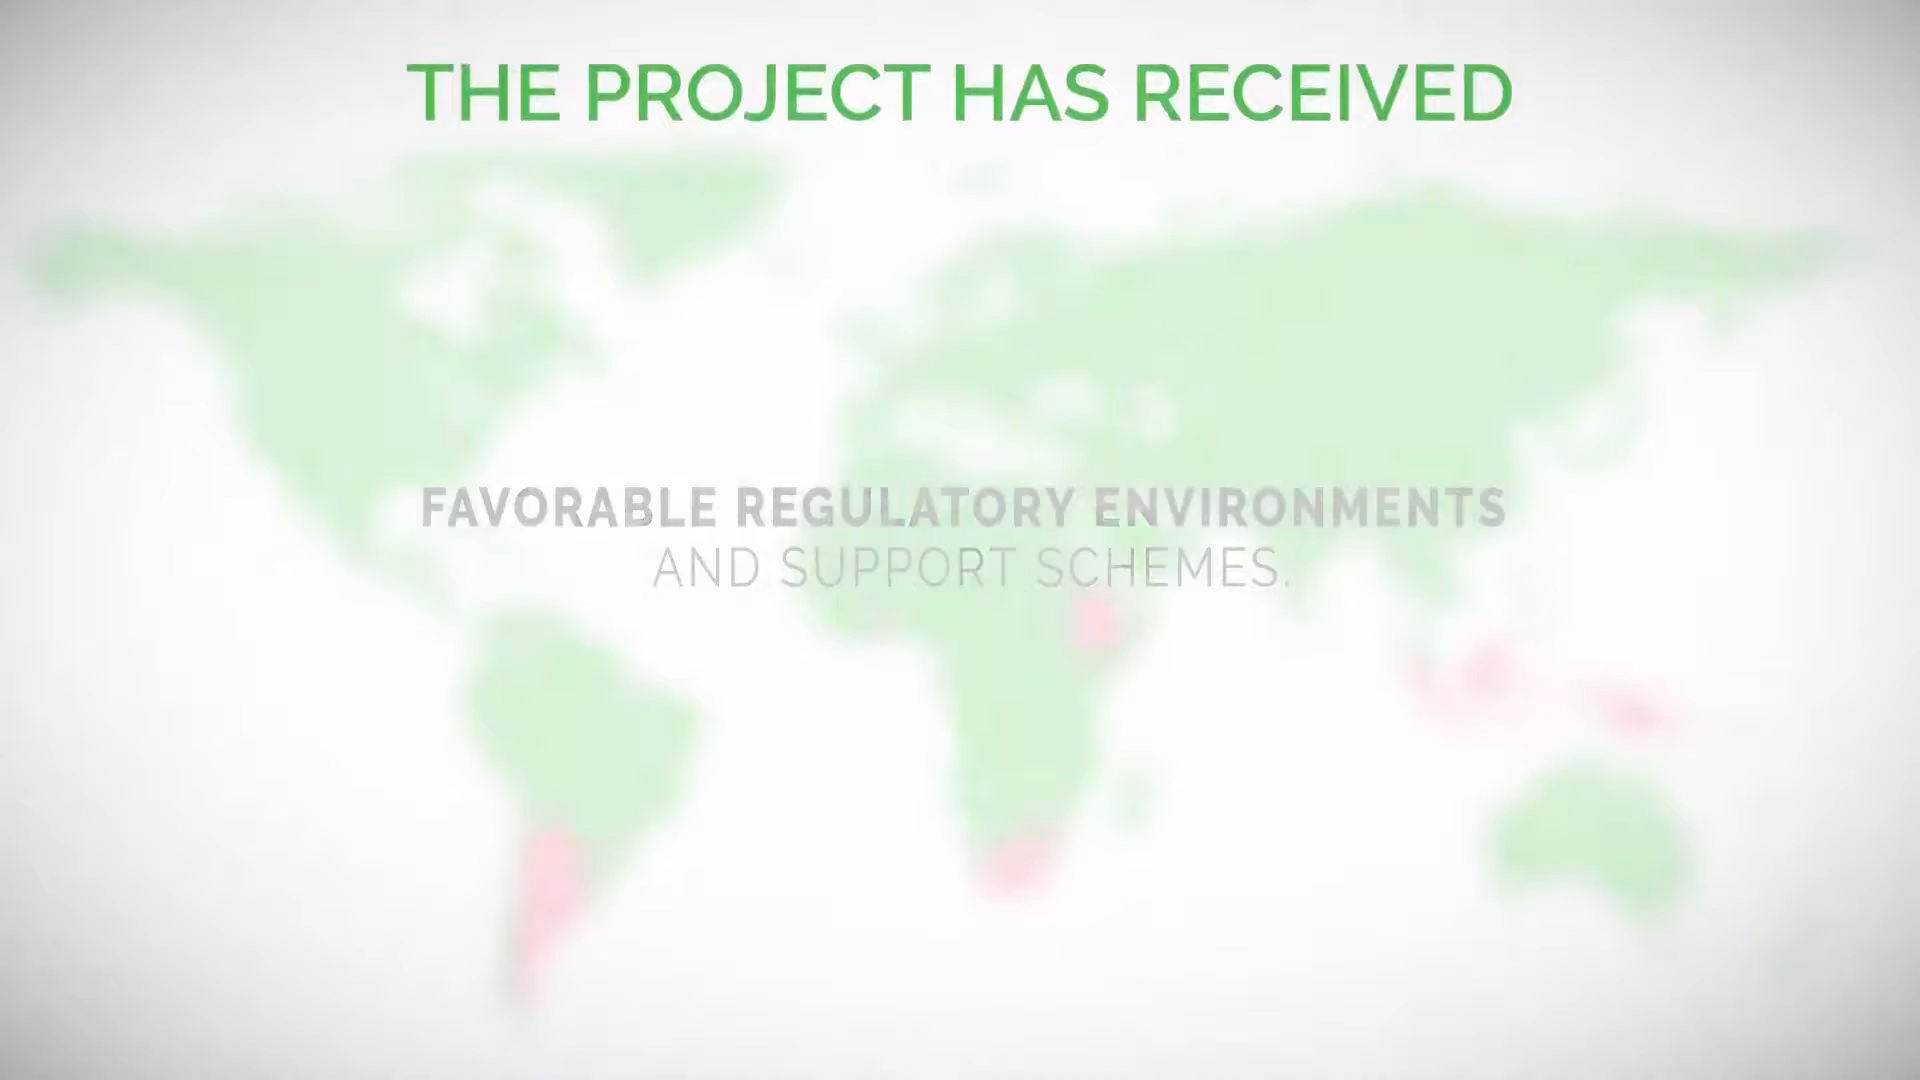 THE PROJECT HAS RECEIVED
FAVORABLE REGULATORY ENVIRONMENTS
AND SUPPORT SCHEMES.